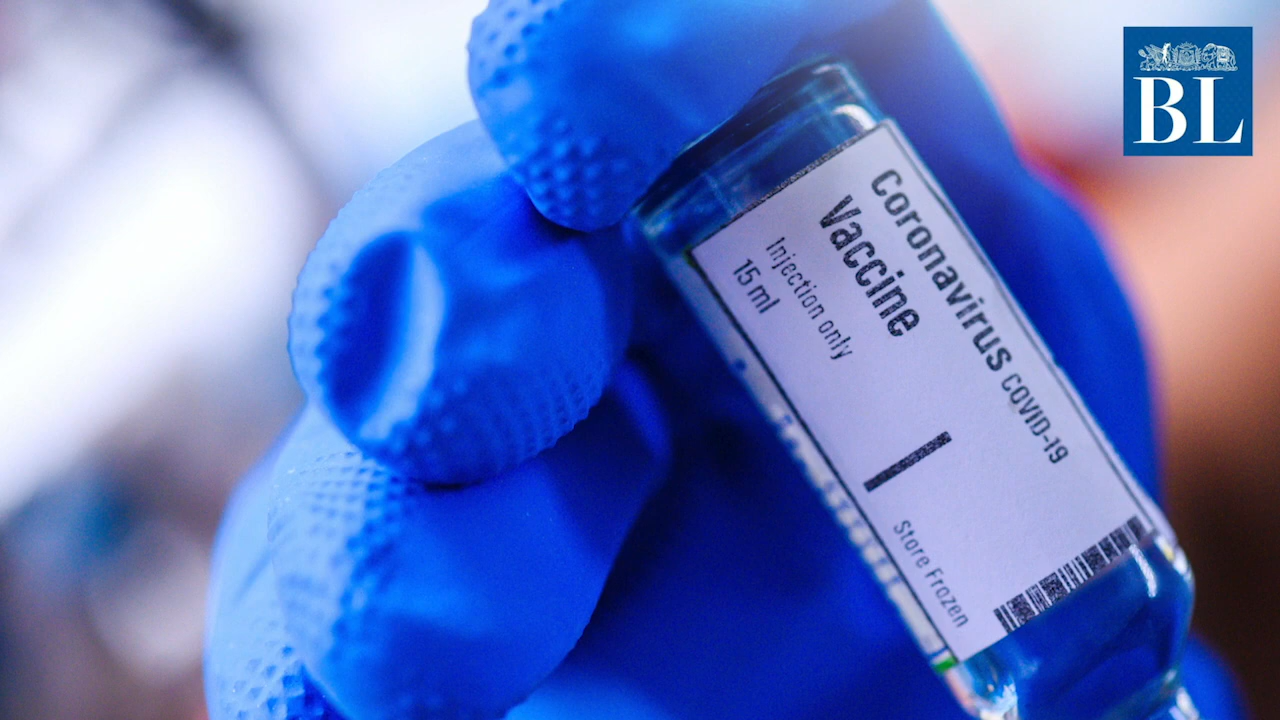 BL
Coronavirus COVID-19
Vaccine
Injection only
15 ml
Store Frozen